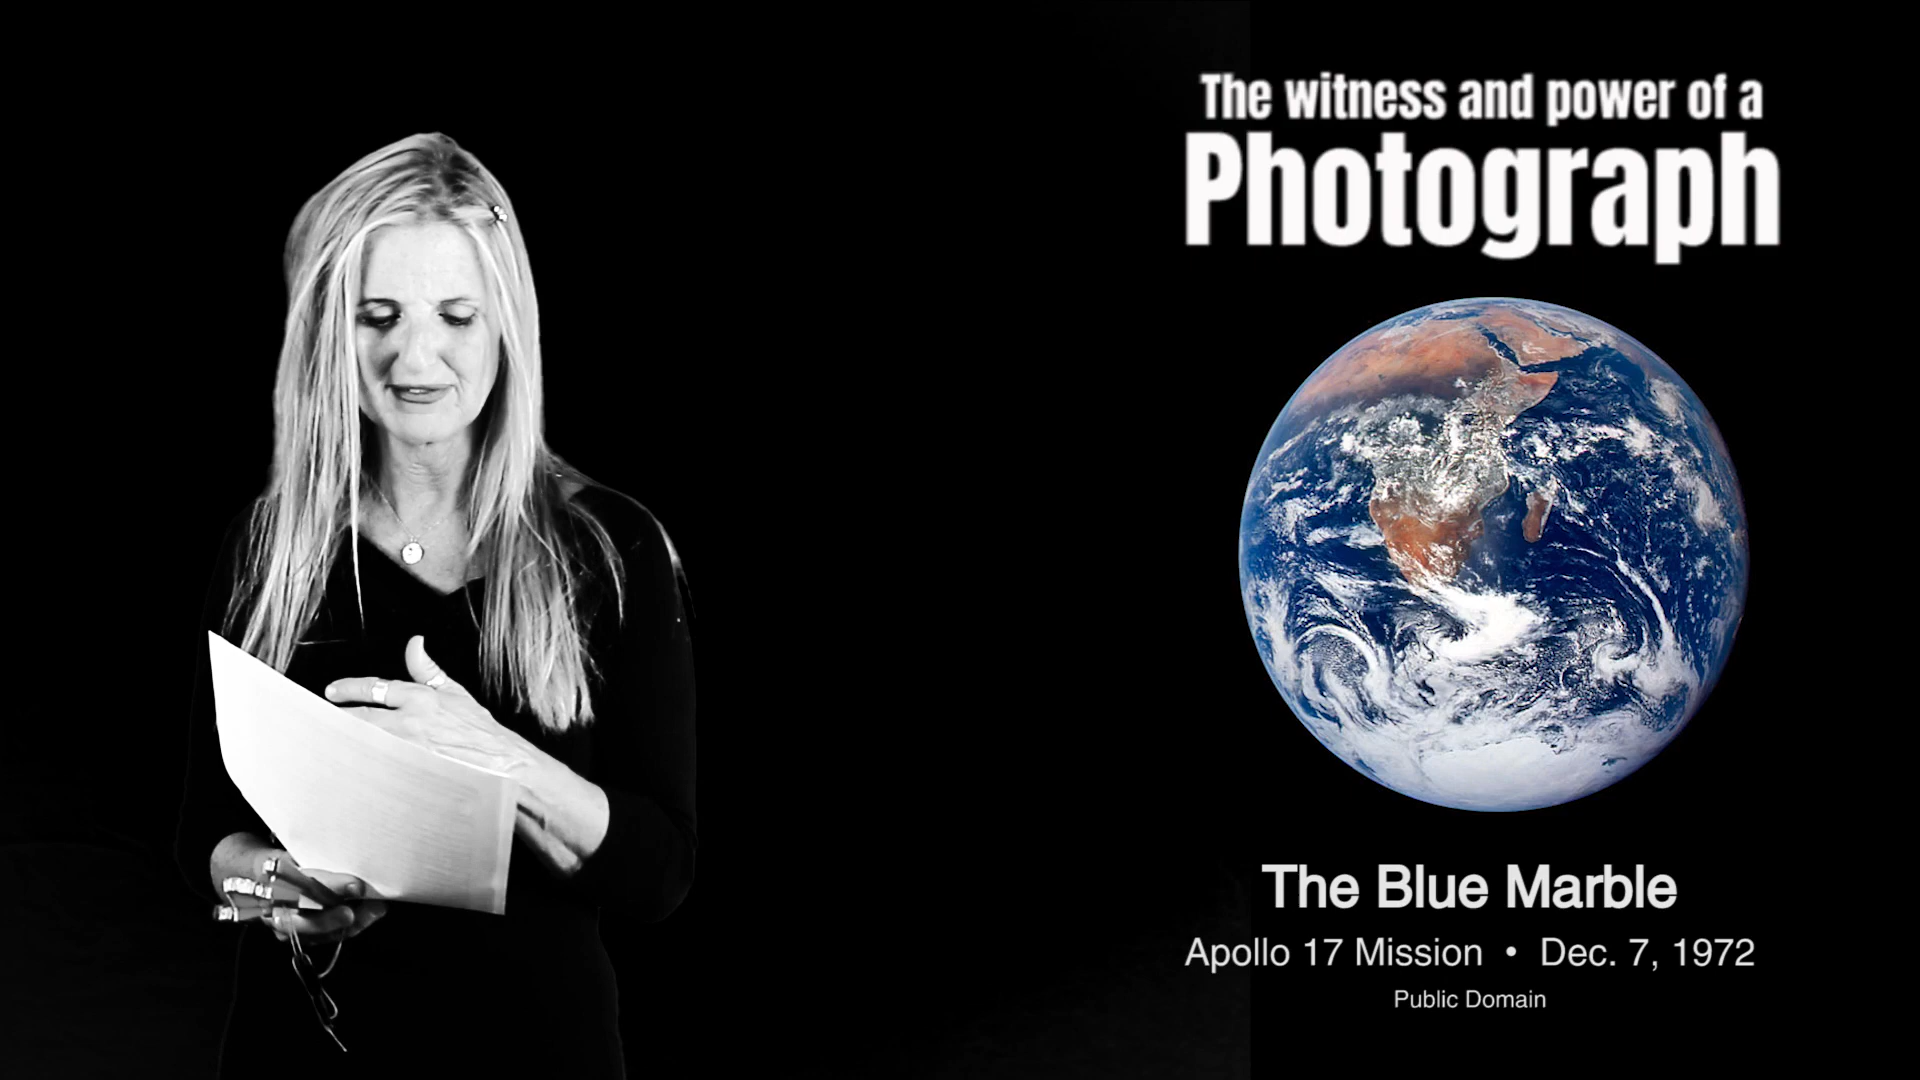 The witness and power of a
Photograph
The Blue Marble
Apollo 17 Mission • Dec. 7, 1972
Public Domain